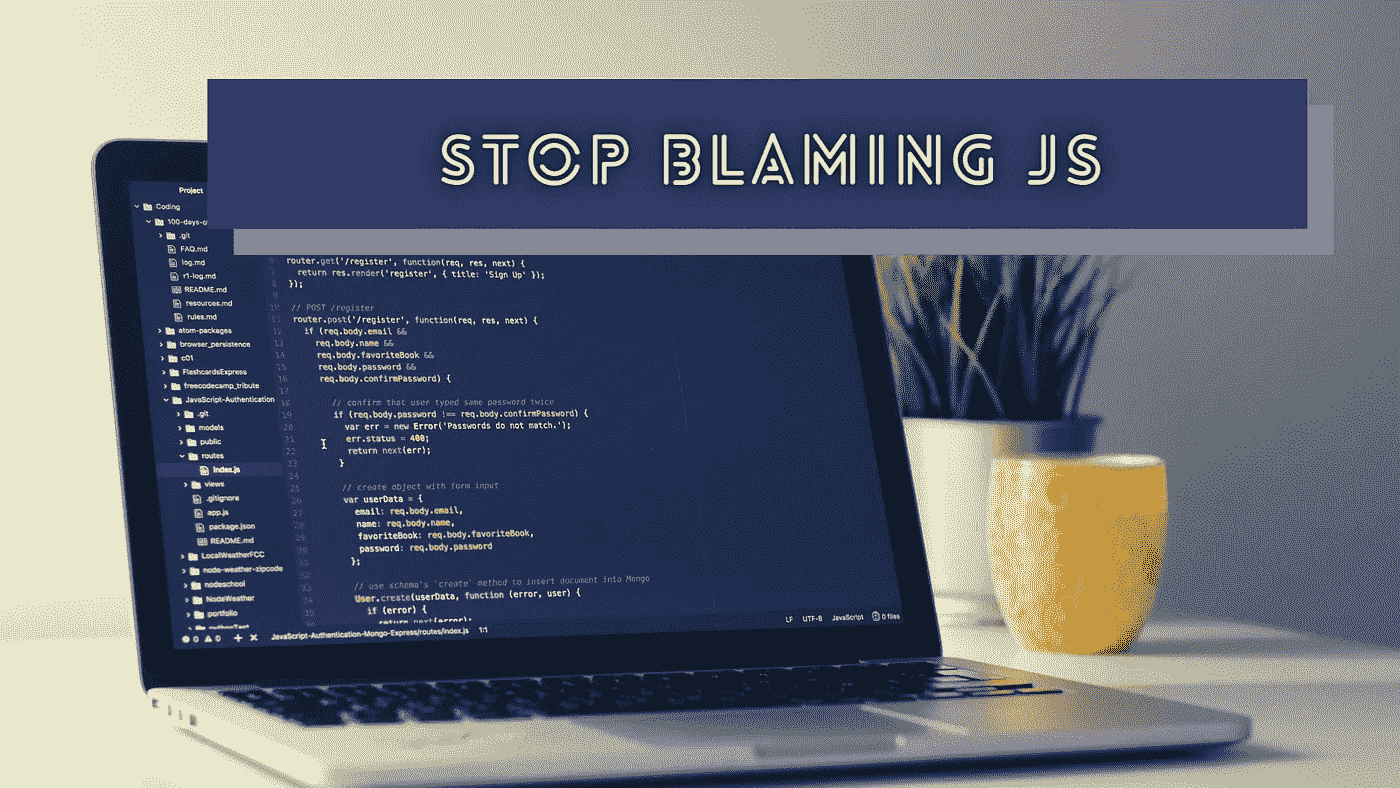 STOP BLAMING JS
Project
Coding
100-days-o
.git
FAQ.md
log.md
r1-log.md
README.md
resources.md
rules.md
atom-packages
browser_persistence
c01
FlashcardsExpress
freecodecamp_tribute
JavaScript-Authentication
.git
models
public
routes
index.js
views
.gitignore
app.js
package.json
README.md
LocalWeatherFCC
node-weather-zipcode
nodeschool
NodeWeather
portfolio
pythonTest
router.get('/register', function(req, res, next) {
return res.render('register', { title: 'Sign Up' });
});
// POST /register
router.post('/register', function(req, res, next) {
if (req.body.email &&
req.body.name &&
req.body.favoriteBook &&
req.body.password &&
req.body.confirmPassword) {
// confirm that user typed same password twice
if (req.body.password !== req.body.confirmPassword) {
var err = new Error('Passwords do not match.');
err.status = 400;
return next(err);
}
// create object with form input
var userData = {
email: req.body.email,
name: req.body.name,
favoriteBook: req.body.favoriteBook,
password: req.body.password
};
// use schema's `create` method to insert document into Mongo
User.create(userData, function (error, user) {
if (error) {
return next(error);
0 0 JavaScript-Authentication-Mongo-Express/routes/index.js 1:1 LF UTF-8 JavaScript 0 files